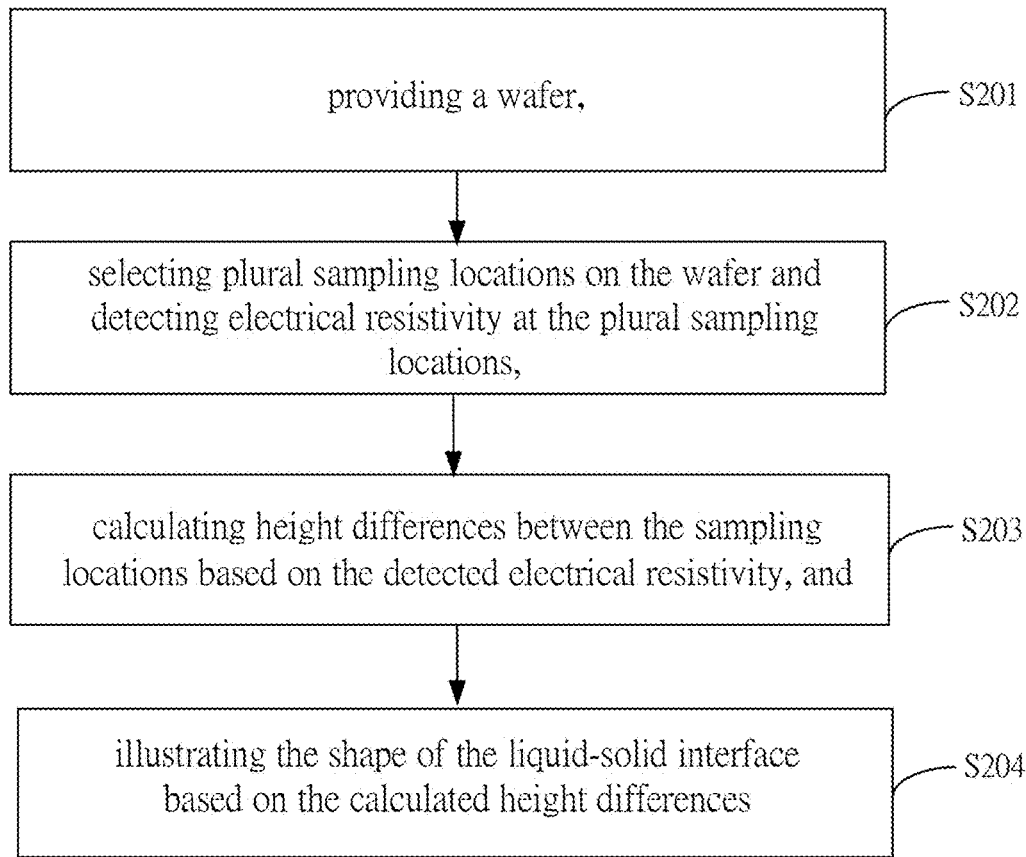 providing a wafer,
S201
selecting plural sampling locations on the wafer and
detecting electrical resistivity at the plural sampling
locations,
S202
calculating height differences between the sampling
locations based on the detected electrical resistivity, and
S203
illustrating the shape of the liquid-solid interface
based on the calculated height differences
S204